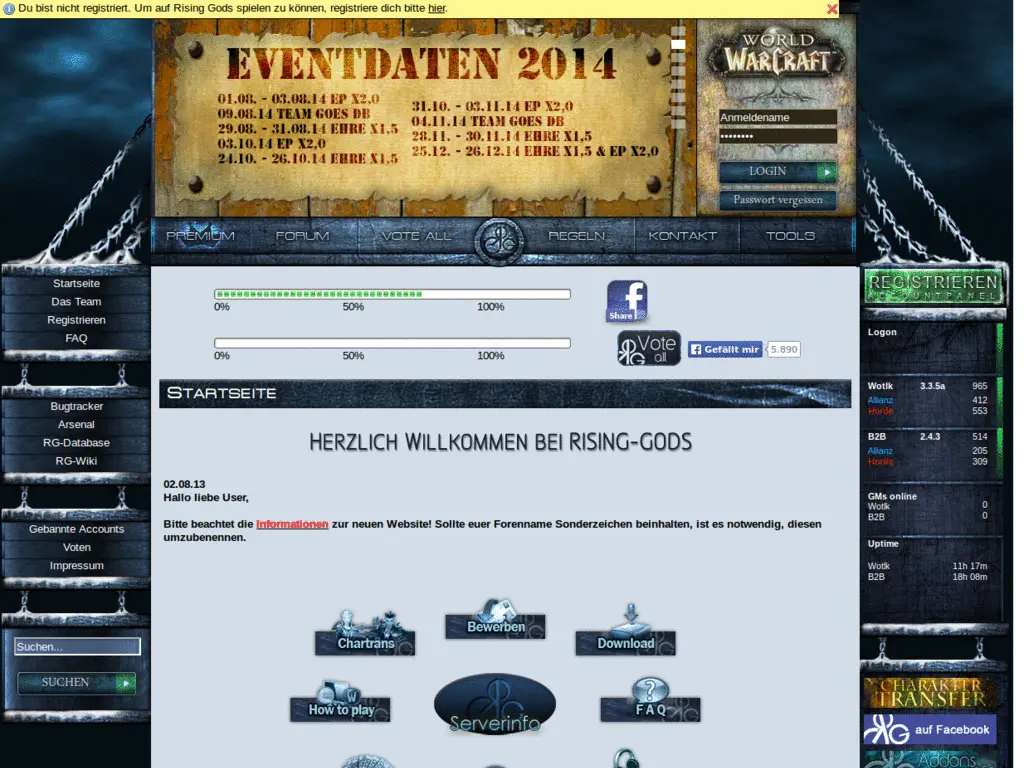 Du bist nicht registriert. Um auf Rising Gods spielen zu können, registriere dich bitte hier.
EVENTDATEN 2014
01.08. - 03.08.14 EP X2,0
09.08.14 TEAM GOES DB
29.08. - 31.08.14 EHRE X1,5
03.10.14 EP X2,0
24.10. - 26.10.14 EHRE X1,5
31.10. - 03.11.14 EP X2,0
04.11.14 TEAM GOES DB
28.11. - 30.11.14 EHRE X1,5
25.12. - 26.12.14 EHRE X1,5 & EP X2,0
WORLD
WARCRAFT
Anmeldename
LOGIN
Passwort vergessen
PREMIUM
FORUM
VOTE ALL
REGELN
KONTAKT
TOOLS
Startseite
Das Team
Registrieren
FAQ
Bugtracker
Arsenal
RG-Database
RG-Wiki
Gebannte Accounts
Voten
Impressum
Suchen...
SUCHEN
0% 50% 100%
0% 50% 100%
f
Share
Vote
all
Gefällt mir 5.890
STARTSEITE
HERZLICH WILLKOMMEN BEI RISING-GODS
02.08.13
Hallo liebe User,
Bitte beachtet die Informationen zur neuen Website! Sollte euer Forenname Sonderzeichen beinhalten, ist es notwendig, diesen
umzubenennen.
Chartrans
Bewerben
Download
How to play
Serverinfo
FAQ
REGISTRIEREN
ACCOUNTPANEL
Logon
Wotlk 3.3.5a 965
Allianz 412
Horde 553
B2B 2.4.3 514
Allianz 205
Horde 309
GMs online
Wotlk 0
B2B 0
Uptime
Wotlk 11h 17m
B2B 18h 08m
CHARAKTER
TRANSFER
auf Facebook
Addons